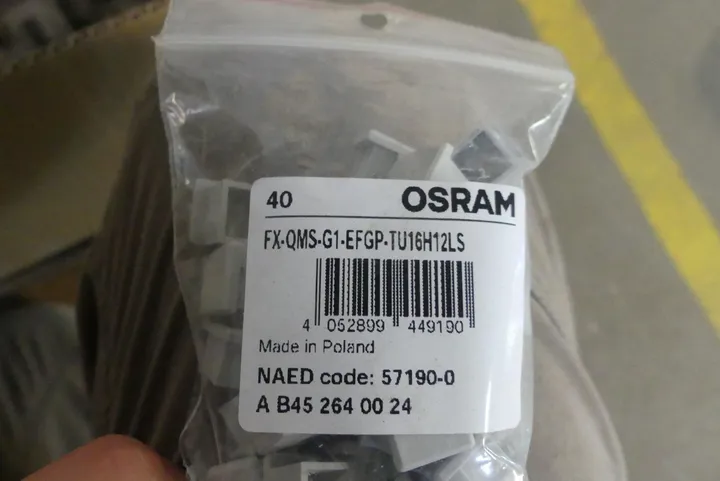 40 OSRAM
FX-QMS-G1-EFGP-TU16H12LS
4 052899 449190
Made in Poland
NAED code: 57190-0
A B45 264 00 24